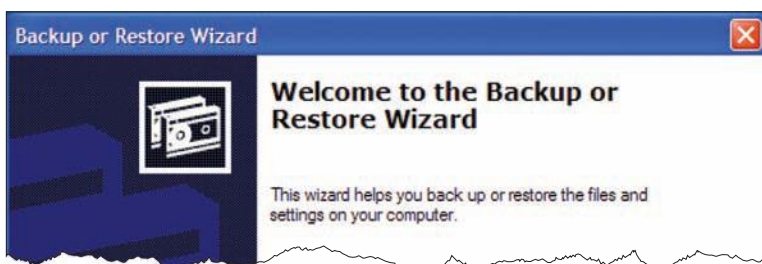 Backup or Restore Wizard
Welcome to the Backup or
Restore Wizard
This wizard helps you back up or restore the files and
settings on your computer.